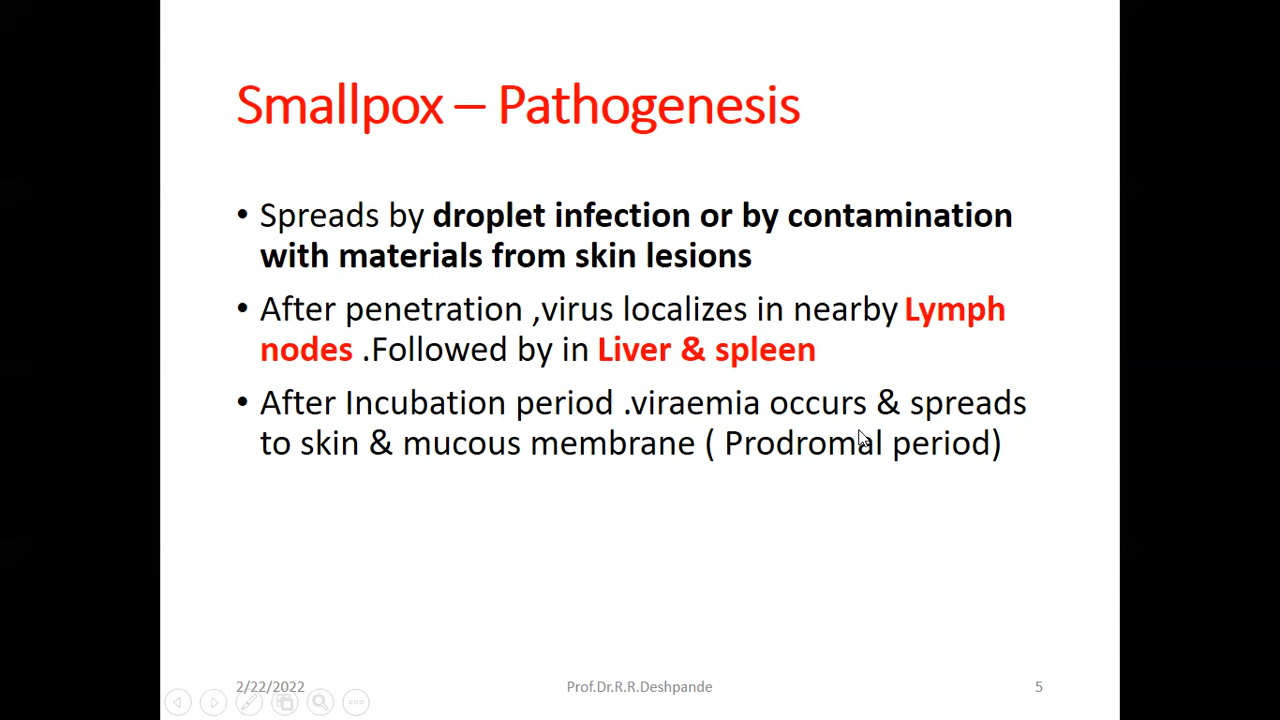 Smallpox – Pathogenesis
• Spreads by droplet infection or by contamination
with materials from skin lesions
• After penetration ,virus localizes in nearby Lymph
nodes .Followed by in Liver & spleen
• After Incubation period .viraemia occurs & spreads
to skin & mucous membrane ( Prodromal period)
2/22/2022 Prof.Dr.R.R.Deshpande 5